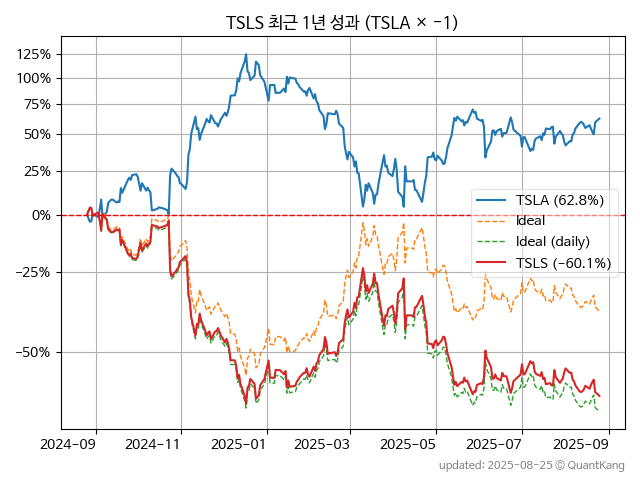 TSLS 최근 1년 성과 (TSLA × −1)
125%
100%
75%
50%
25%
0%
−25%
−50%
TSLA (62.8%)
Ideal
Ideal (daily)
TSLS (−60.1%)
2024−09
2024−11
2025−01
2025−03
2025−05
2025−07
2025−09
updated: 2025-08-25 © QuantKang